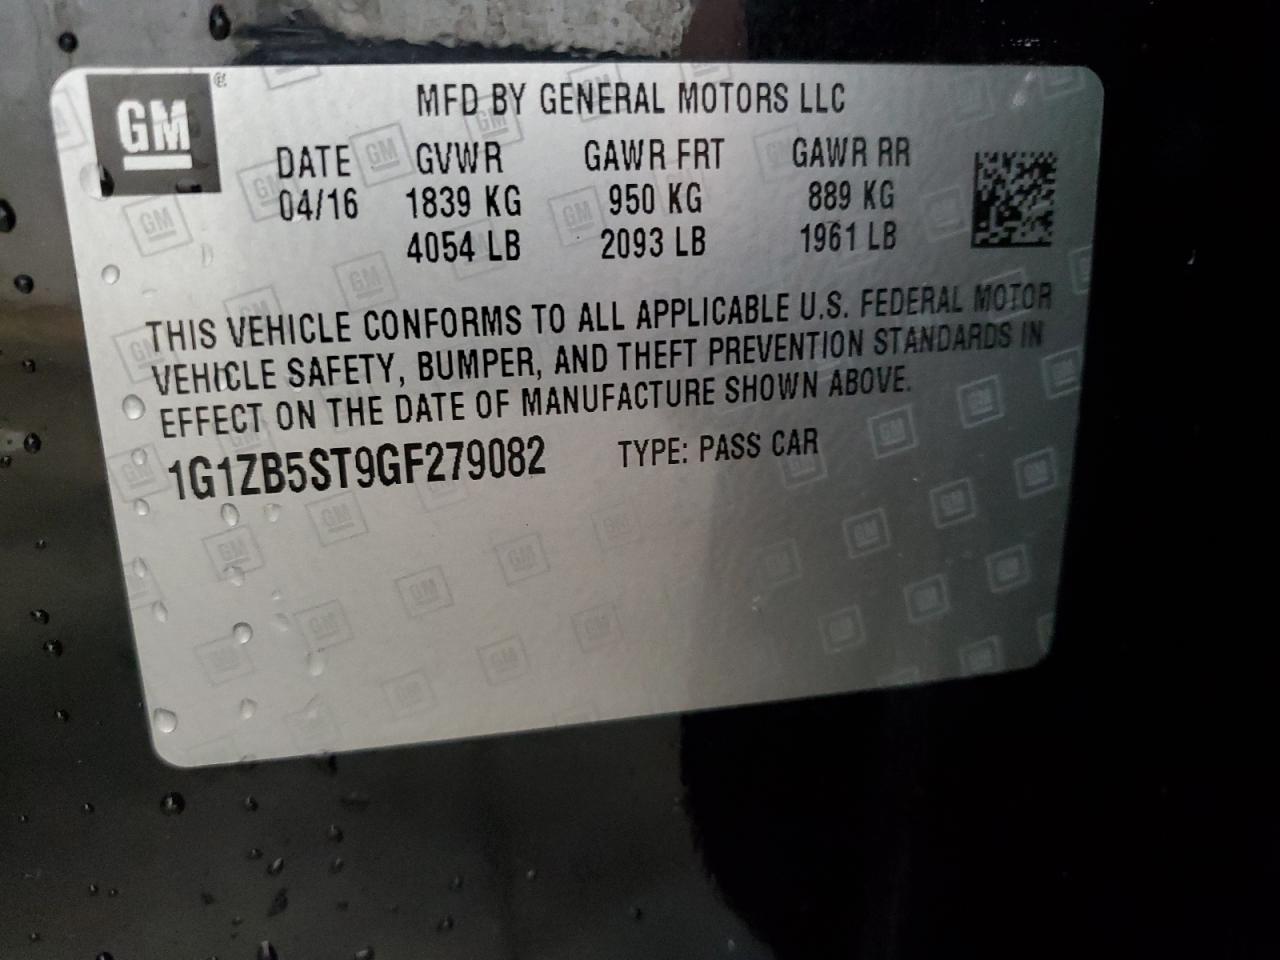 GM ®
MFD BY GENERAL MOTORS LLC
DATE GVWR GAWR FRT GAWR RR
04/16 1839 KG 950 KG 889 KG
4054 LB 2093 LB 1961 LB
THIS VEHICLE CONFORMS TO ALL APPLICABLE U.S. FEDERAL MOTOR
VEHICLE SAFETY, BUMPER, AND THEFT PREVENTION STANDARDS IN
EFFECT ON THE DATE OF MANUFACTURE SHOWN ABOVE.
1G1ZB5ST9GF279082 TYPE: PASS CAR